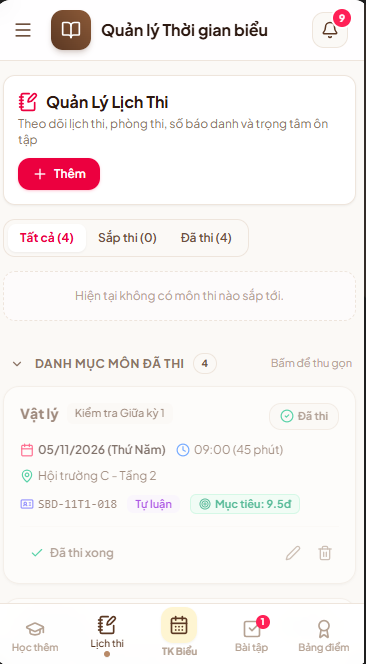 Quản lý Thời gian biểu
9
Quản Lý Lịch Thi
Theo dõi lịch thi, phòng thi, số báo danh và trọng tâm ôn
tập
Thêm
Tất cả (4) Sắp thi (0) Đã thi (4)
Hiện tại không có môn thi nào sắp tới.
DANH MỤC MÔN ĐÃ THI 4 Bấm để thu gọn
Vật lý Kiểm tra Giữa kỳ 1 Đã thi
05/11/2026 (Thứ Năm) 09:00 (45 phút)
Hội trường C - Tầng 2
SBD-11T1-018 Tự luận Mục tiêu: 9.5đ
Đã thi xong
Học thêm Lịch thi TK Biểu Bài tập 1 Bảng điểm